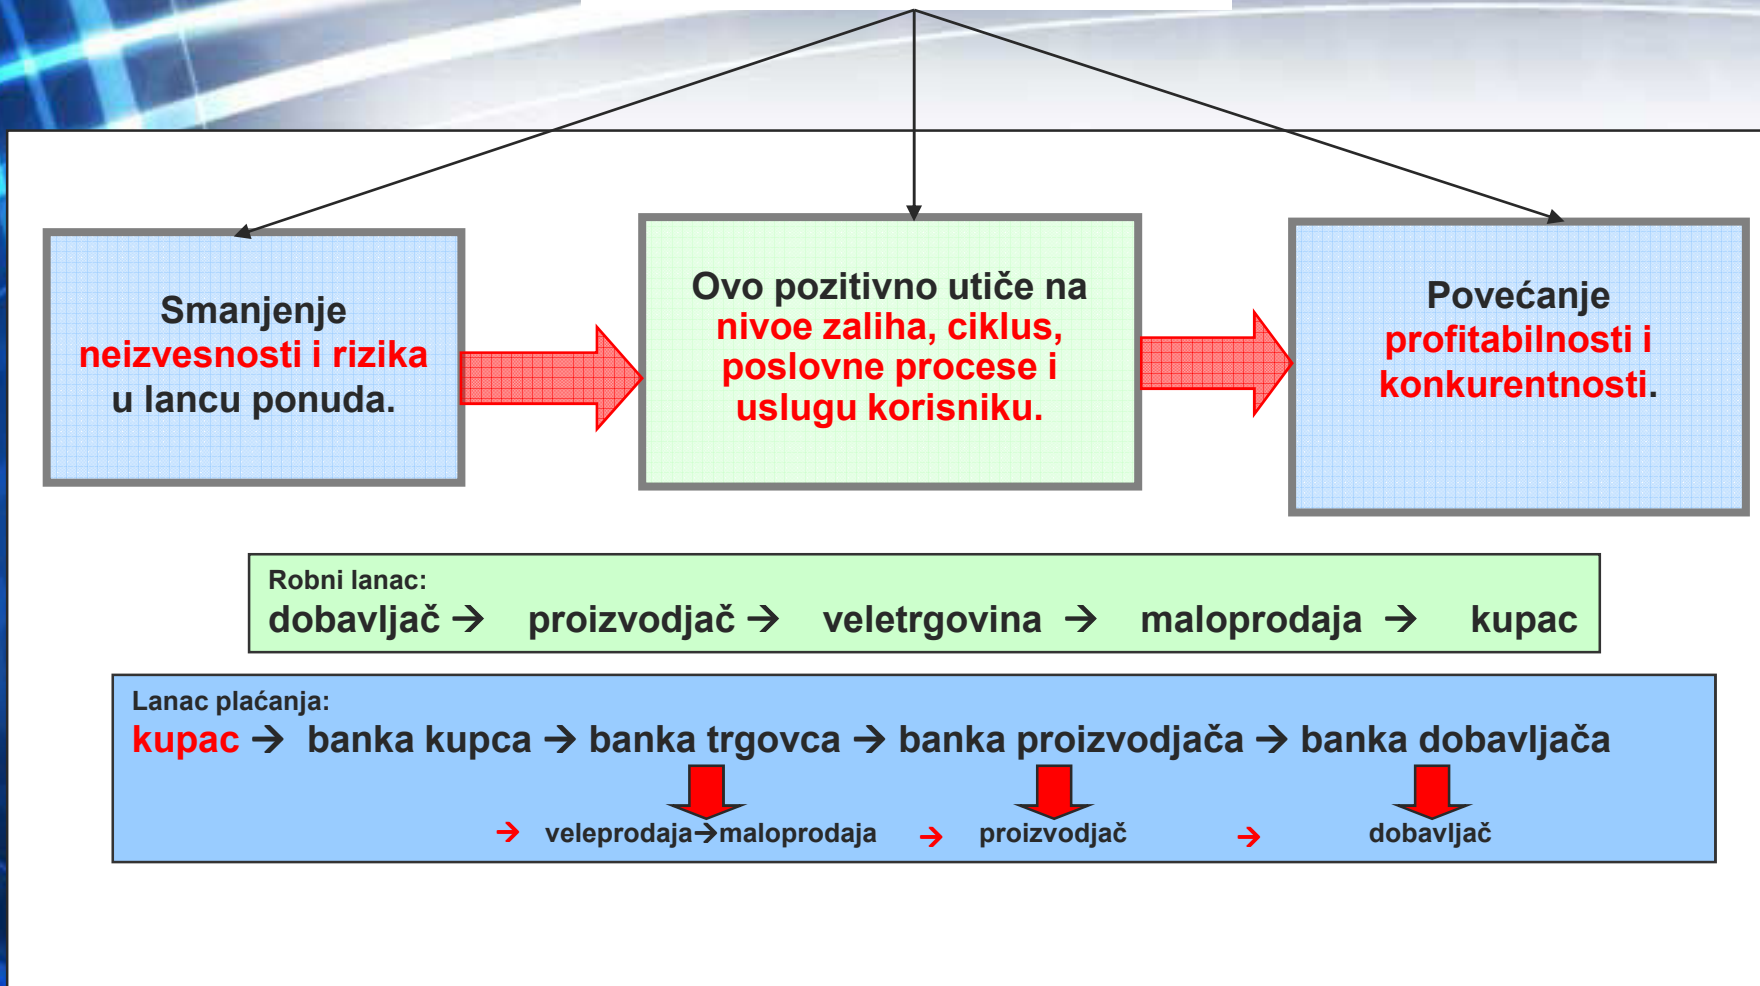 Smanjenje
neizvesnosti i rizika
u lancu ponuda.
Ovo pozitivno utiče na
nivoe zaliha, ciklus,
poslovne procese i
uslugu korisniku.
Povećanje
profitabilnosti i
konkurentnosti.
Robni lanac:
dobavljač → proizvodjač → veletrgovina → maloprodaja → kupac
Lanac plaćanja:
kupac → banka kupca → banka trgovca → banka proizvodjača → banka dobavljača
→ veleprodaja→maloprodaja → proizvodjač → dobavljač